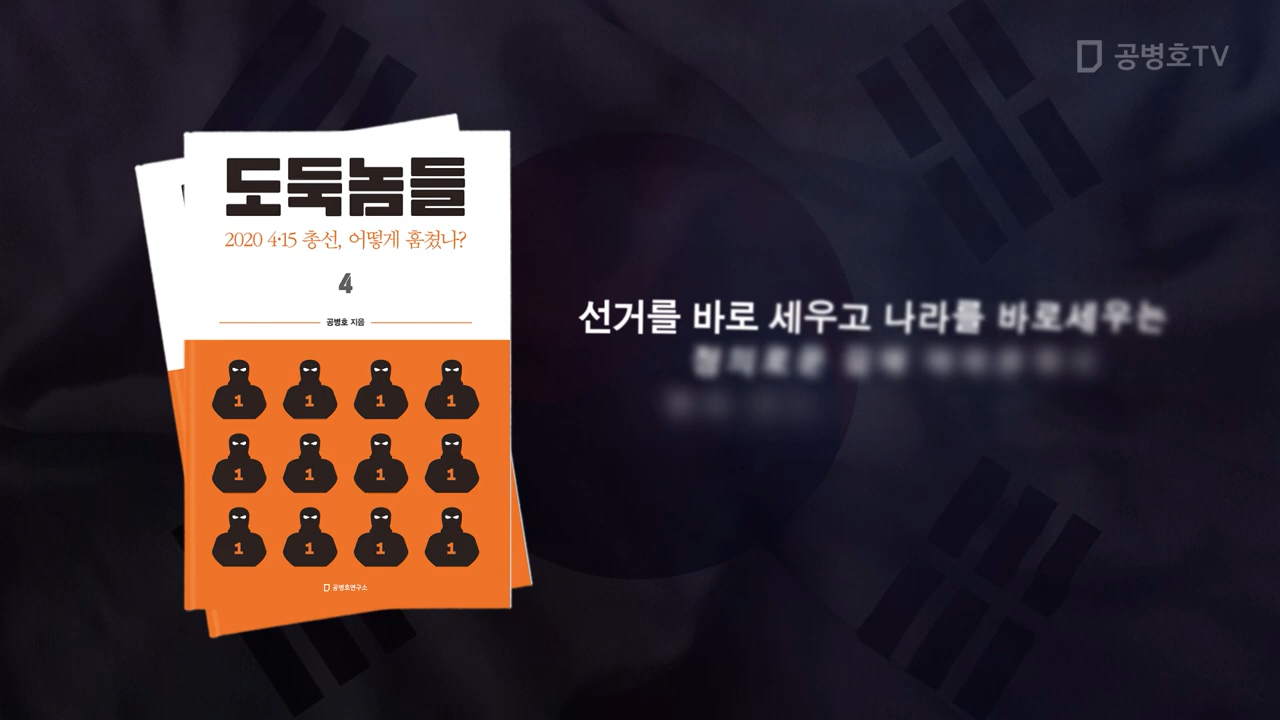 공병호TV
도둑놈들
2020 4·15 총선, 어떻게 훔쳤나?
4
공병호 지음
1 1 1 1
1 1 1 1
1 1 1 1
공병호연구소
선거를 바로 세우고 나라를 바로세우는